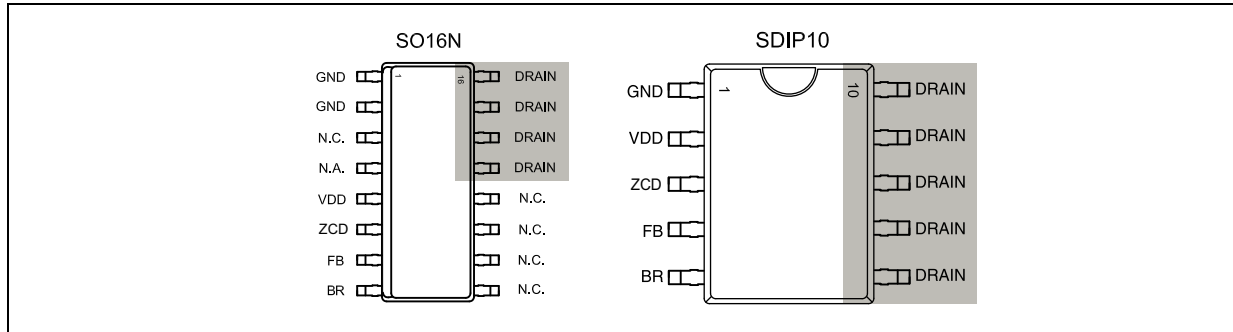 SO16N
GND 1 16 DRAIN
GND DRAIN
N.C. DRAIN
N.A. DRAIN
VDD N.C.
ZCD N.C.
FB N.C.
BR N.C.
SDIP10
GND 1 10 DRAIN
VDD DRAIN
ZCD DRAIN
FB DRAIN
BR DRAIN